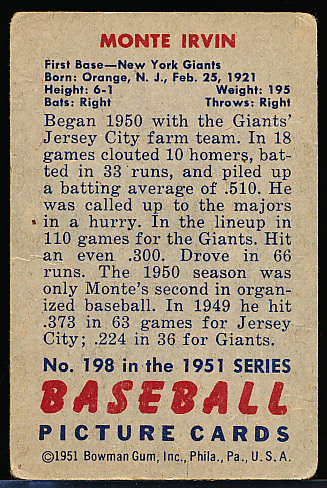 MONTE IRVIN
First Base—New York Giants
Born: Orange, N. J., Feb. 25, 1921
Height: 6-1 Weight: 195
Bats: Right Throws: Right
Began 1950 with the Giants'
Jersey City farm team. In 18
games clouted 10 homers, bat-
ted in 33 runs, and piled up
a batting average of .510. He
was called up to the majors
in a hurry. In the lineup in
110 games for the Giants. Hit
an even .300. Drove in 66
runs. The 1950 season was
only Monte's second in organ-
ized baseball. In 1949 he hit
.373 in 63 games for Jersey
City; .224 in 36 for Giants.
No. 198 in the 1951 SERIES
BASEBALL
PICTURE CARDS
©1951 Bowman Gum, Inc., Phila., Pa., U. S. A.